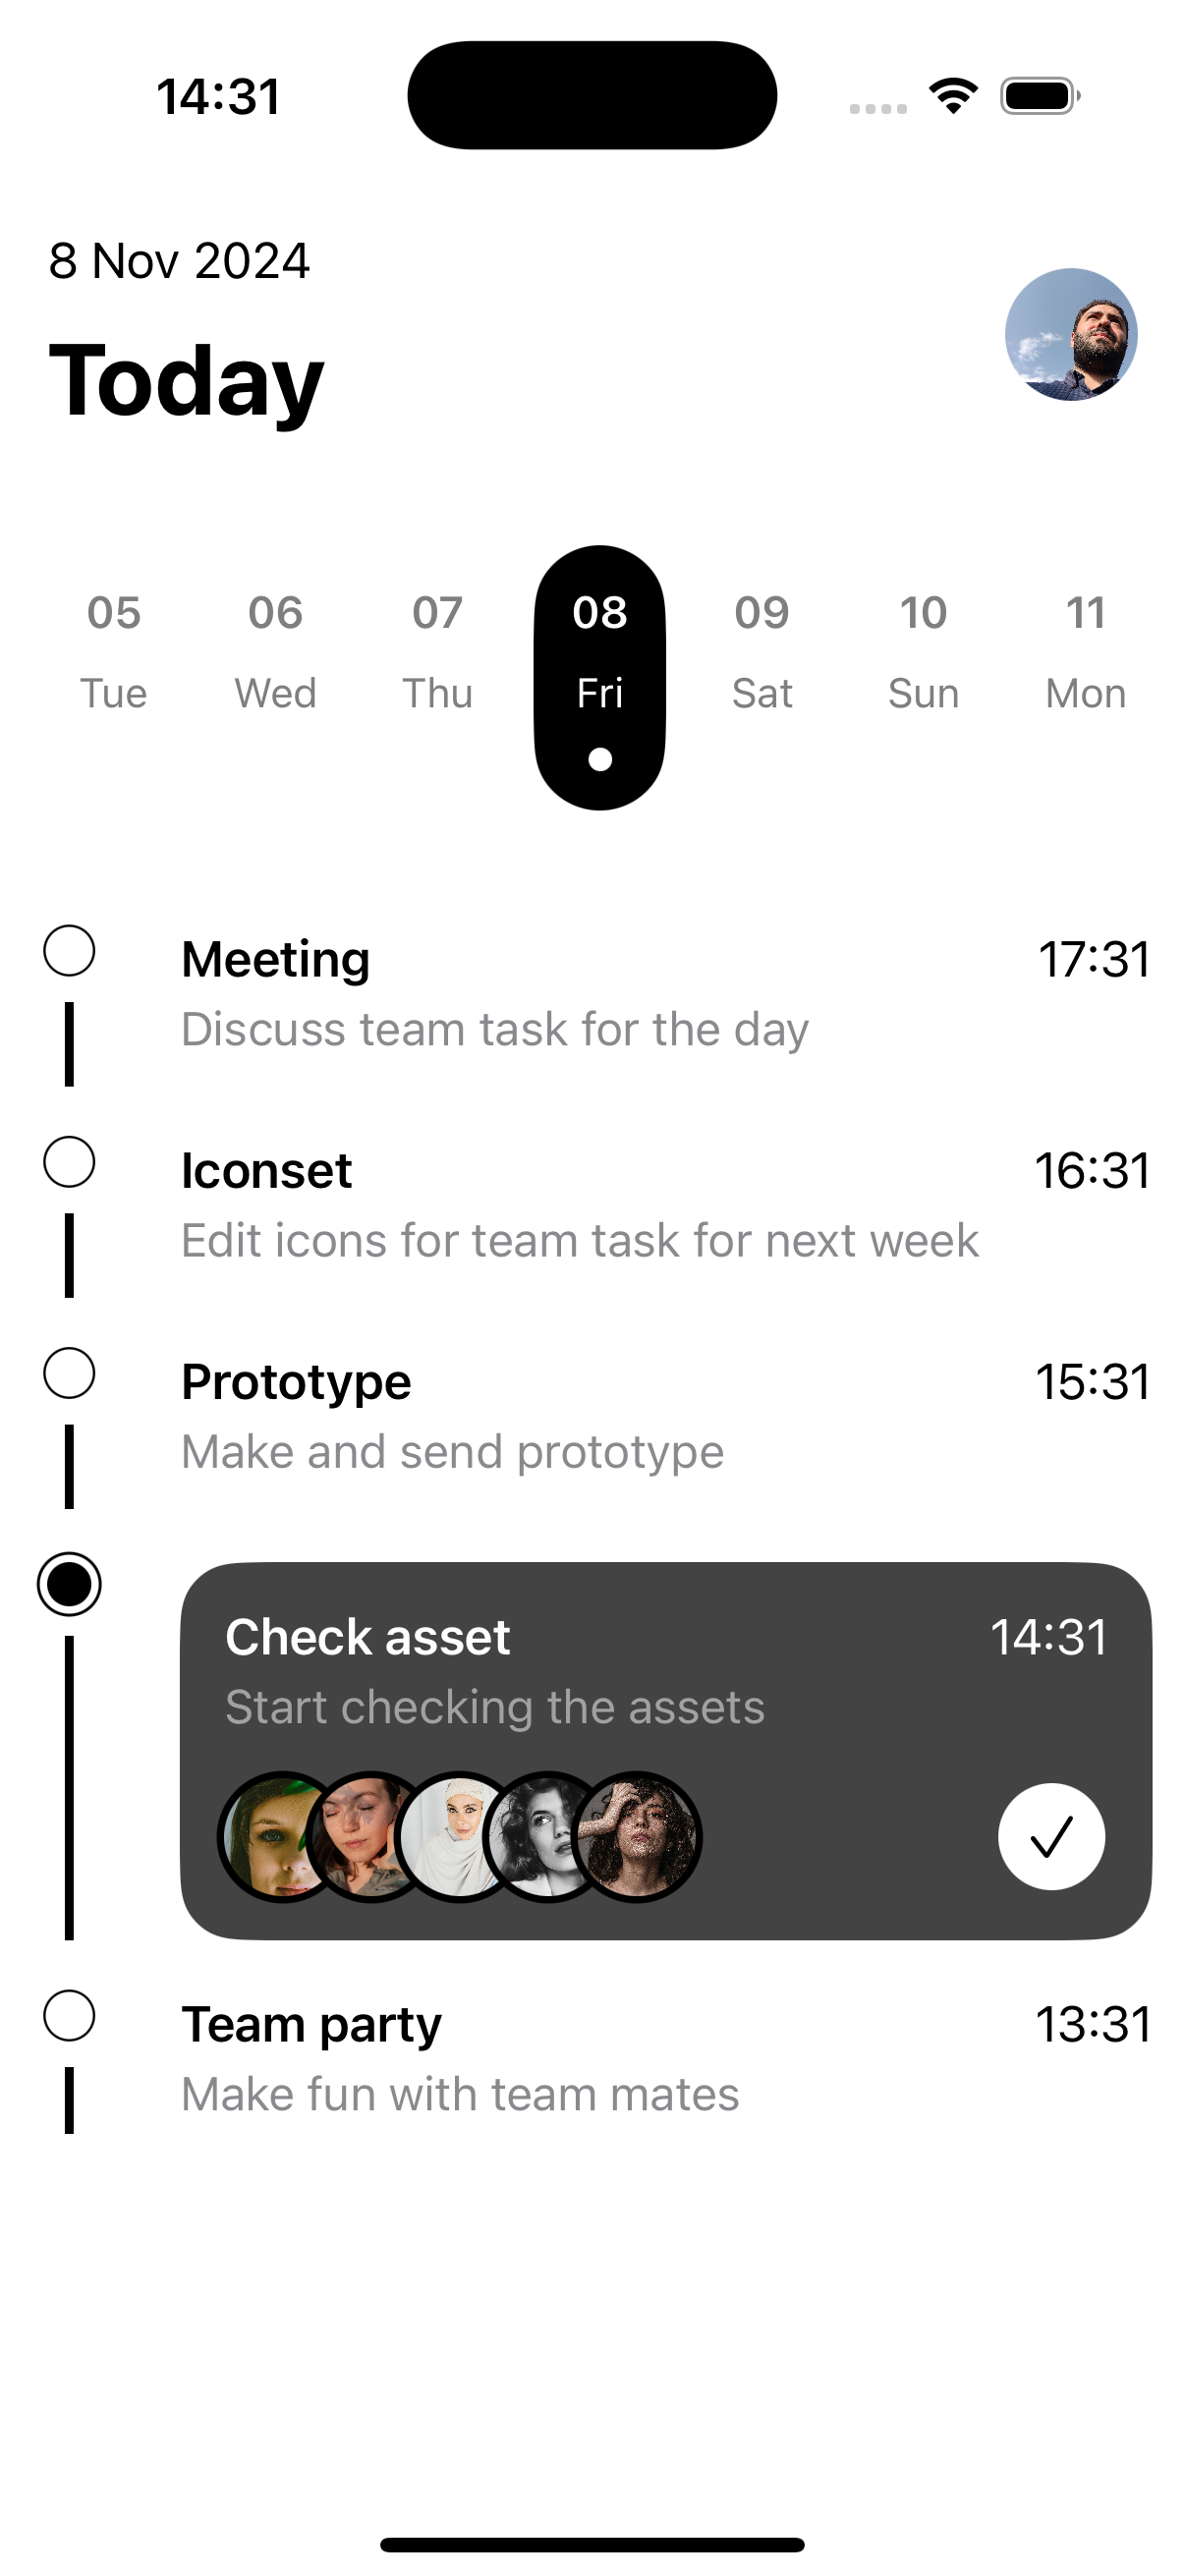 14:31
8 Nov 2024
Today
05 06 07 08 09 10 11
Tue Wed Thu Fri Sat Sun Mon
Meeting 17:31
Discuss team task for the day
Iconset 16:31
Edit icons for team task for next week
Prototype 15:31
Make and send prototype
Check asset 14:31
Start checking the assets
Team party 13:31
Make fun with team mates